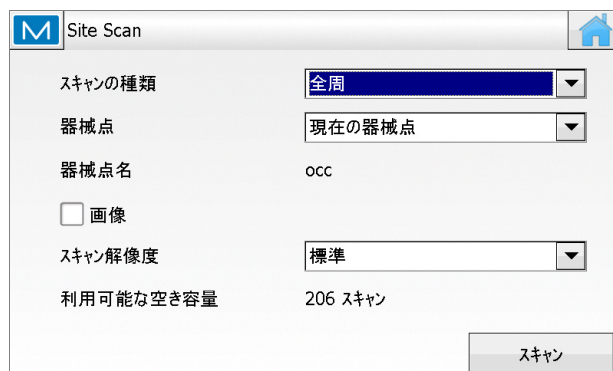 Site Scan
スキャンの種類 全周
器械点 現在の器械点
器械点名 occ
画像
スキャン解像度 標準
利用可能な空き容量 206 スキャン
スキャン